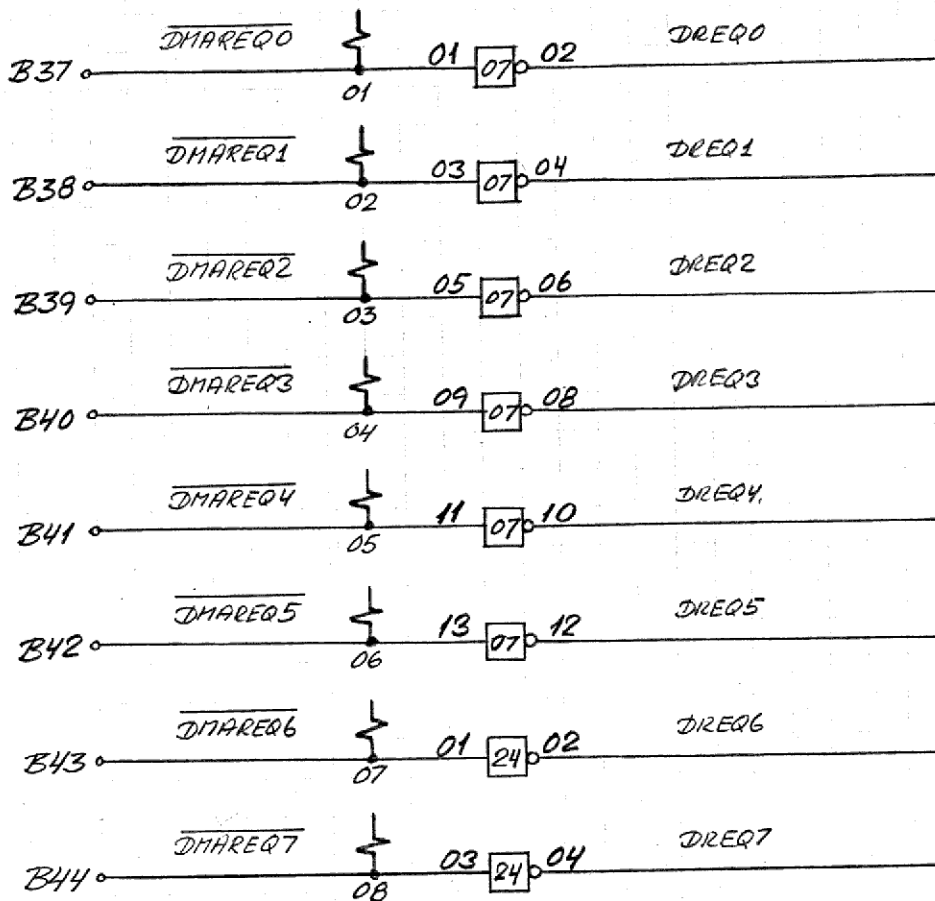 DMAREQ0 DREQ0
B37 01 07 02
01
DMAREQ1 DREQ1
B38 03 07 04
02
DMAREQ2 DREQ2
B39 05 07 06
03
DMAREQ3 DREQ3
B40 09 07 08
04
DMAREQ4 DREQ4
B41 11 07 10
05
DMAREQ5 DREQ5
B42 13 07 12
06
DMAREQ6 DREQ6
B43 01 24 02
07
DMAREQ7 DREQ7
B44 03 24 04
08